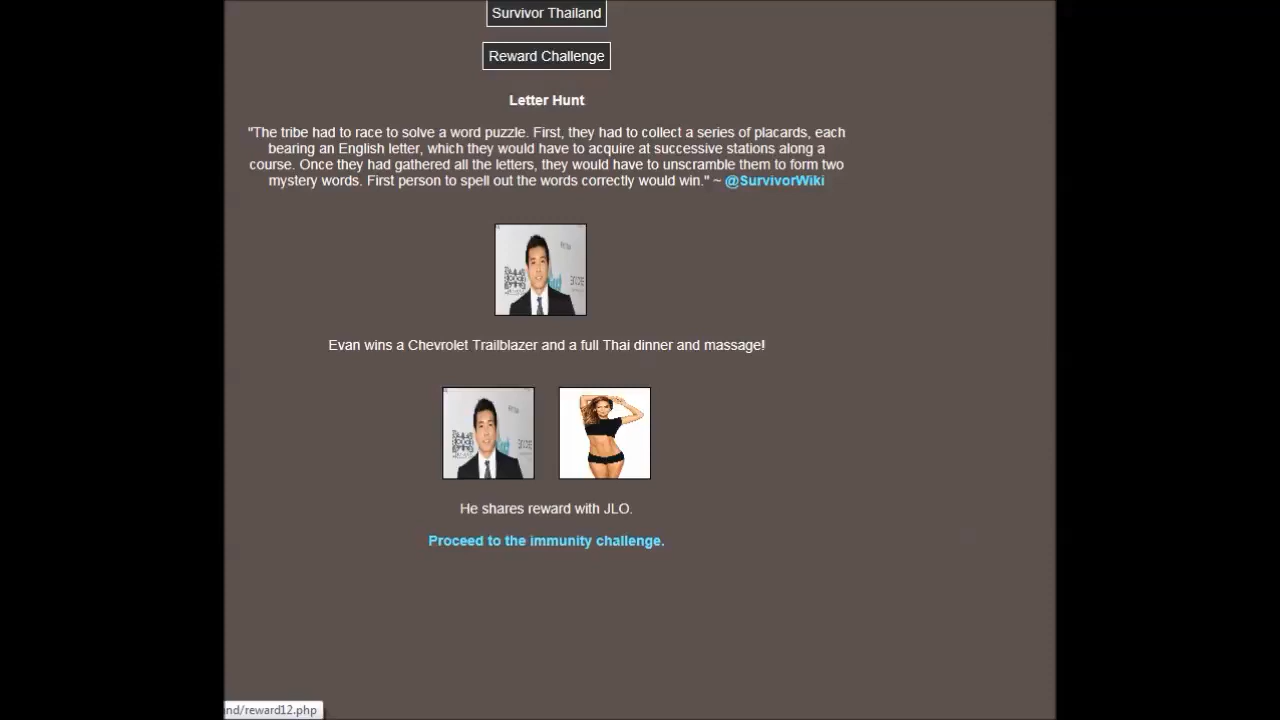 Survivor Thailand
Reward Challenge
Letter Hunt
"The tribe had to race to solve a word puzzle. First, they had to collect a series of placards, each
bearing an English letter, which they would have to acquire at successive stations along a
course. Once they had gathered all the letters, they would have to unscramble them to form two
mystery words. First person to spell out the words correctly would win." ~ @SurvivorWiki
Evan wins a Chevrolet Trailblazer and a full Thai dinner and massage!
He shares reward with JLO.
Proceed to the immunity challenge.
nd/reward12.php